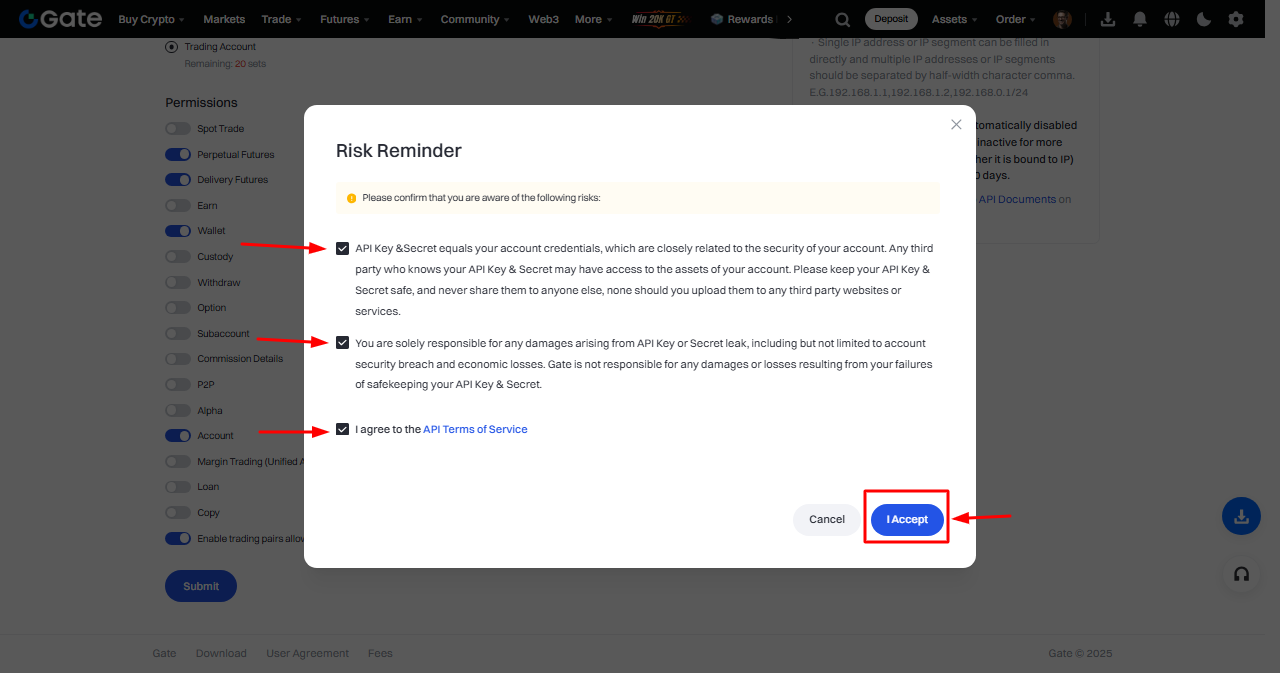 Gate
Buy Crypto
Markets
Trade
Futures
Earn
Community
Web3
More
Win 20K GT
Rewards
Deposit
Assets
Order
Trading Account
Remaining: 20 sets
Permissions
Spot Trade
Perpetual Futures
Delivery Futures
Earn
Wallet
Custody
Withdraw
Option
Subaccount
Commission Details
P2P
Alpha
Account
Margin Trading (Unified A
Loan
Copy
Enable trading pairs allow
Submit
· Single IP address or IP segment can be filled in
directly and multiple IP addresses or IP segments
should be separated by half-width character comma.
E.G.192.168.1.1,192.168.1.2,192.168.0.1/24
tomatically disabled
inactive for more
her it is bound to IP)
0 days.
API Documents on
Risk Reminder
Please confirm that you are aware of the following risks:
API Key &Secret equals your account credentials, which are closely related to the security of your account. Any third
party who knows your API Key & Secret may have access to the assets of your account. Please keep your API Key &
Secret safe, and never share them to anyone else, none should you upload them to any third party websites or
services.
You are solely responsible for any damages arising from API Key or Secret leak, including but not limited to account
security breach and economic losses. Gate is not responsible for any damages or losses resulting from your failures
of safekeeping your API Key & Secret.
I agree to the API Terms of Service
Cancel
I Accept
Gate
Download
User Agreement
Fees
Gate © 2025